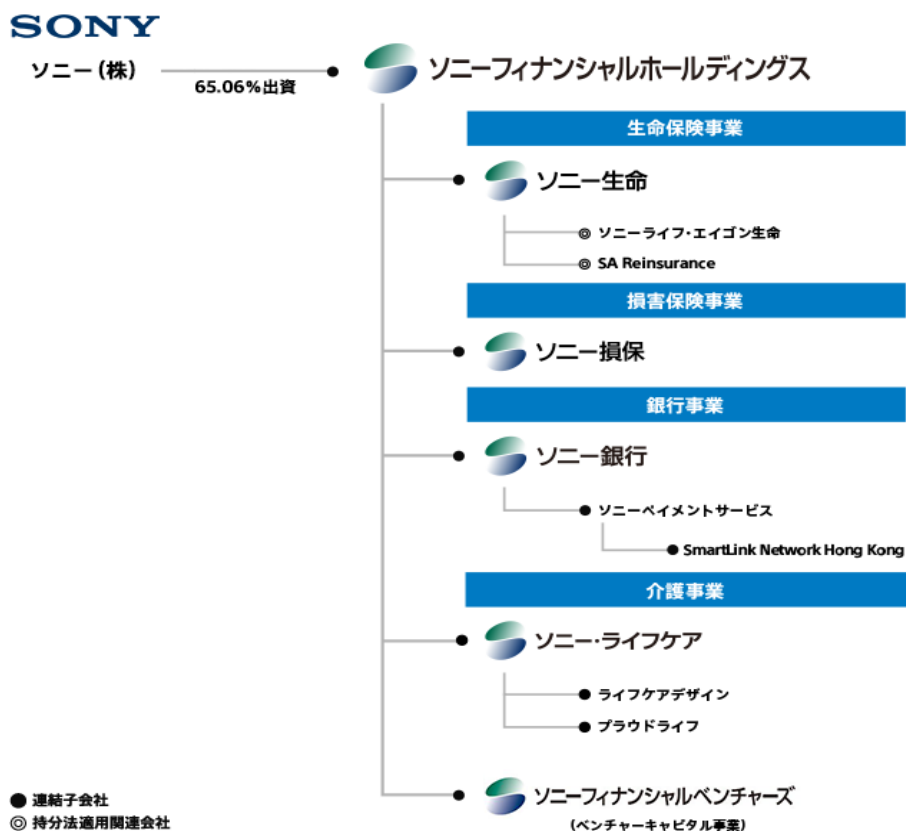 SONY
ソニー(株)
65.06%出資
ソニーフィナンシャルホールディングス
生命保険事業
ソニー生命
◎ ソニーライフ・エイゴン生命
◎ SA Reinsurance
損害保険事業
ソニー損保
銀行事業
ソニー銀行
● ソニーペイメントサービス
● SmartLink Network Hong Kong
介護事業
ソニー・ライフケア
● ライフケアデザイン
● プラウドライフ
ソニーフィナンシャルベンチャーズ
(ベンチャーキャピタル事業)
● 連結子会社
◎ 持分法適用関連会社